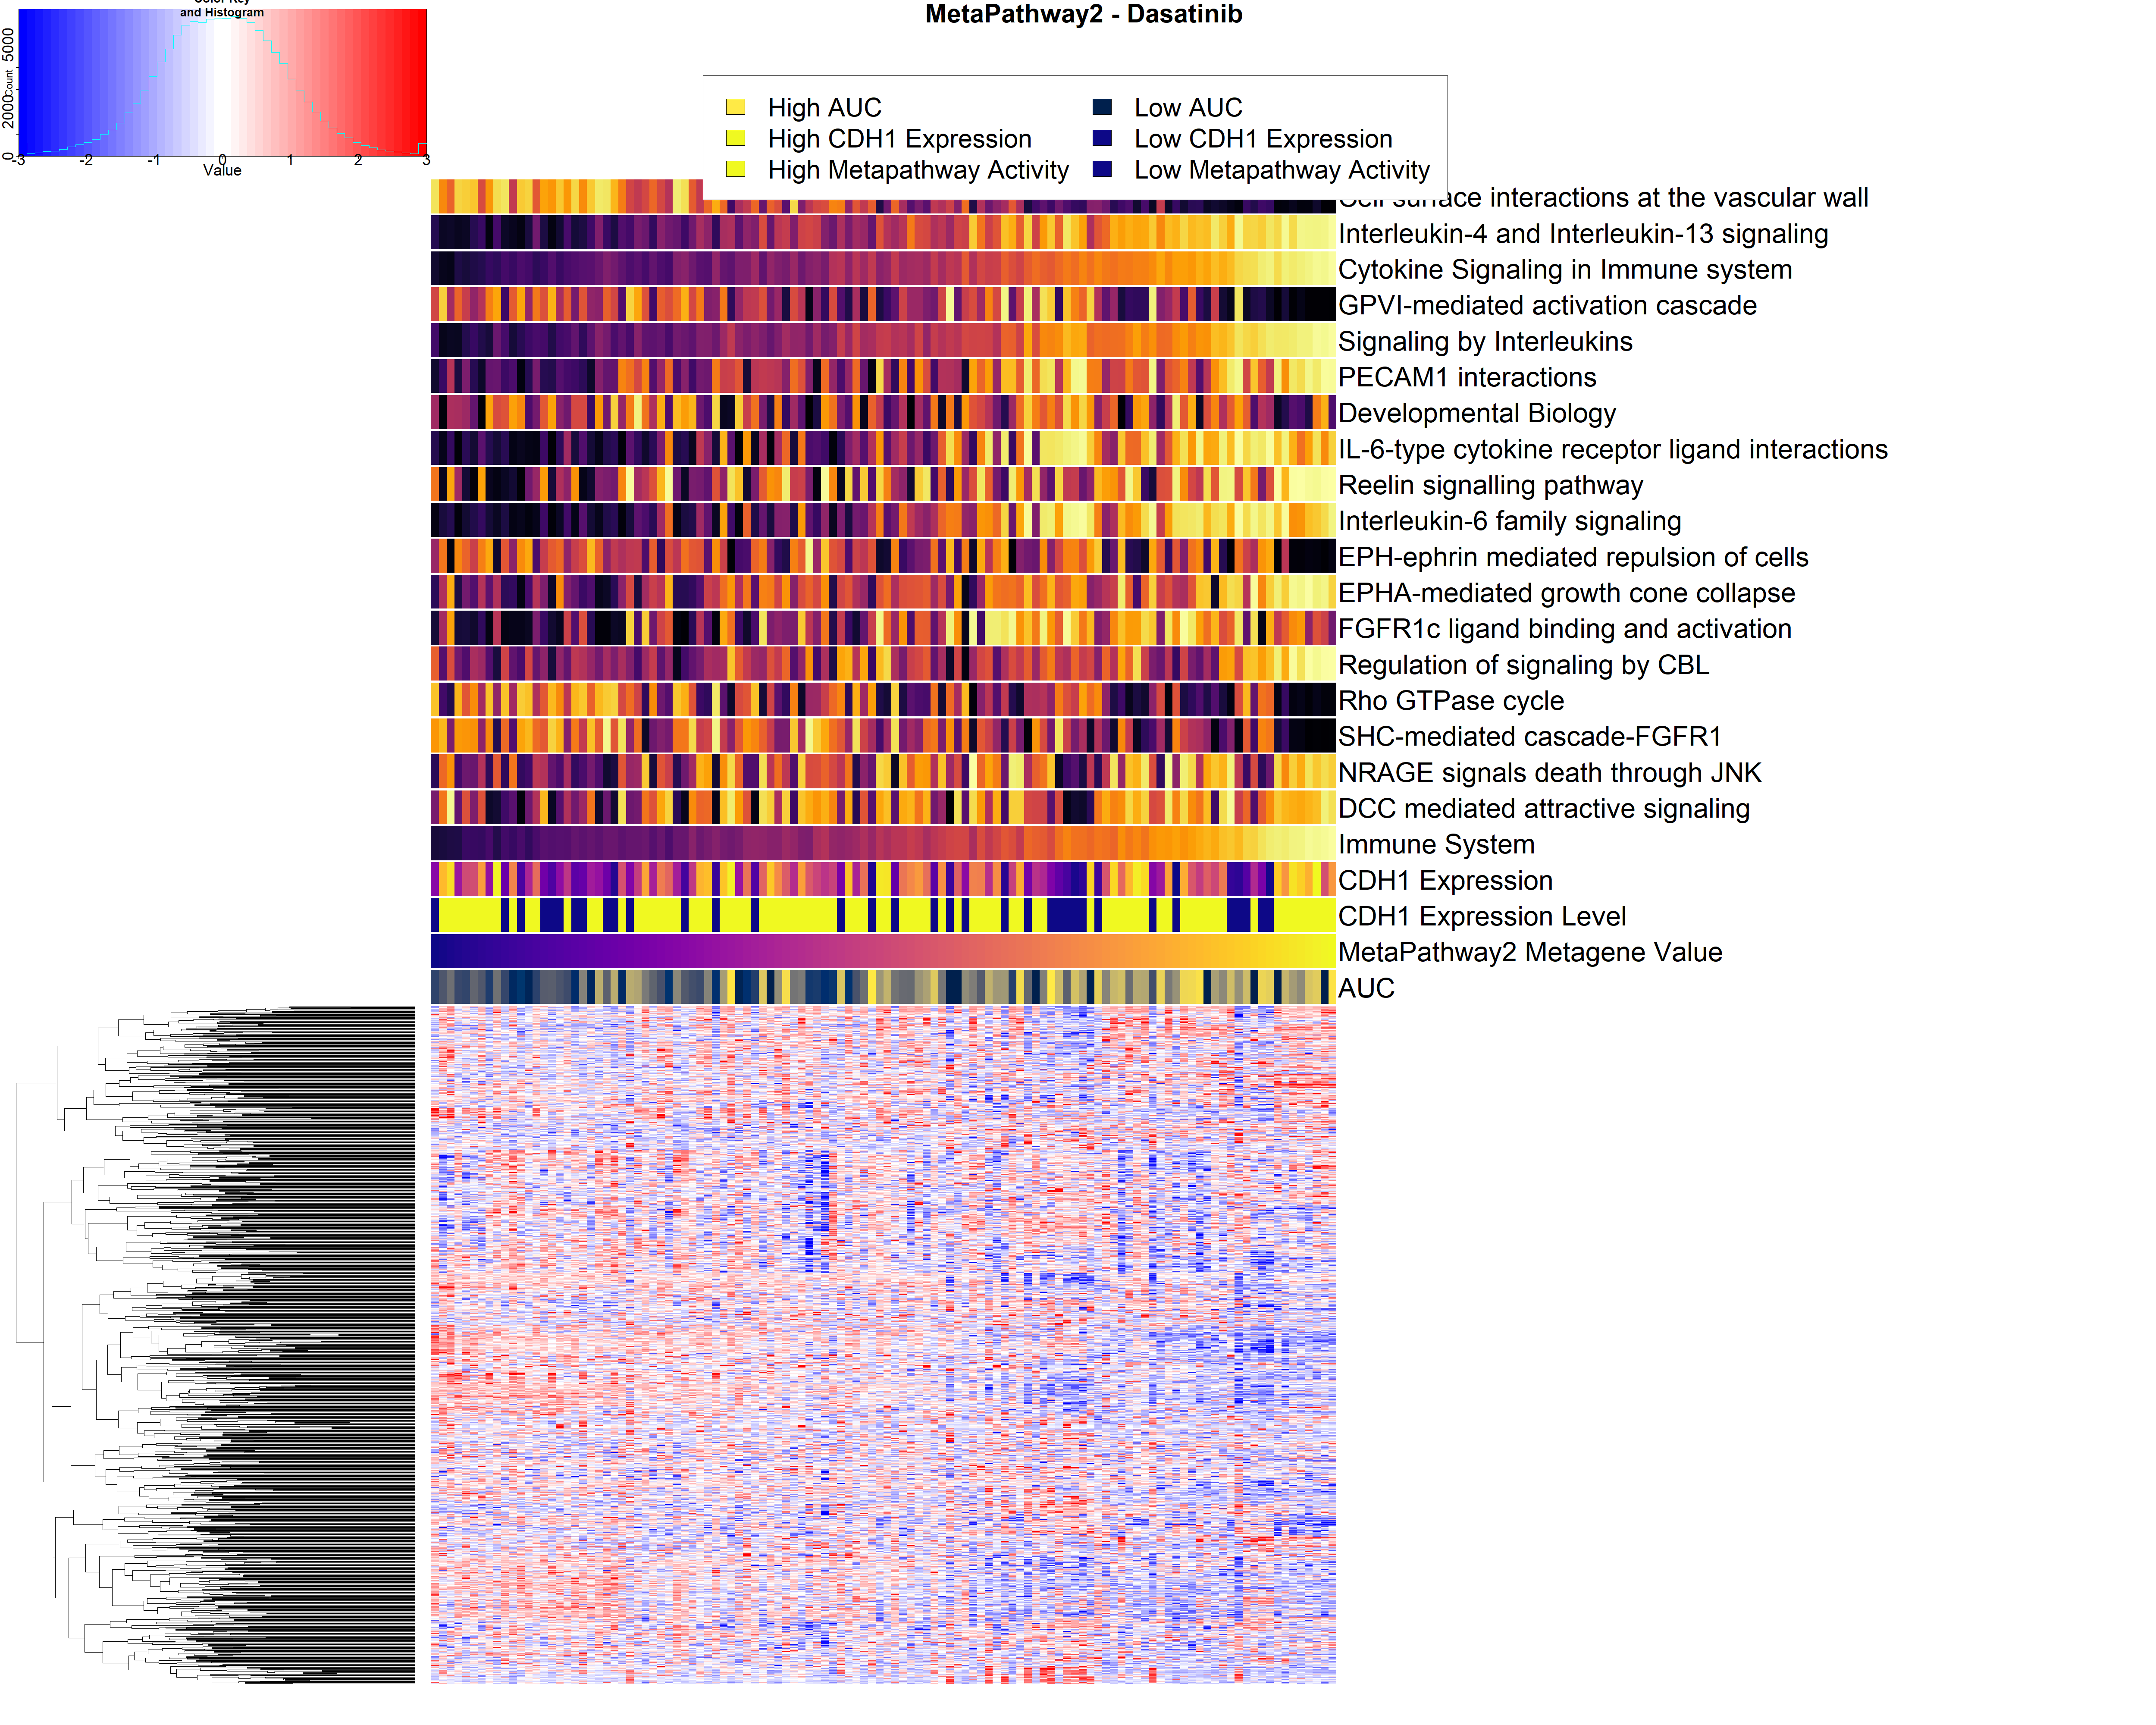 MetaPathway2 - Dasatinib
and Histogram
Count
0 2000 5000
-3 -2 -1 0 1 2 3
Value
High AUC
High CDH1 Expression
High Metapathway Activity
Low AUC
Low CDH1 Expression
Low Metapathway Activity
Cell surface interactions at the vascular wall
Interleukin-4 and Interleukin-13 signaling
Cytokine Signaling in Immune system
GPVI-mediated activation cascade
Signaling by Interleukins
PECAM1 interactions
Developmental Biology
IL-6-type cytokine receptor ligand interactions
Reelin signalling pathway
Interleukin-6 family signaling
EPH-ephrin mediated repulsion of cells
EPHA-mediated growth cone collapse
FGFR1c ligand binding and activation
Regulation of signaling by CBL
Rho GTPase cycle
SHC-mediated cascade-FGFR1
NRAGE signals death through JNK
DCC mediated attractive signaling
Immune System
CDH1 Expression
CDH1 Expression Level
MetaPathway2 Metagene Value
AUC